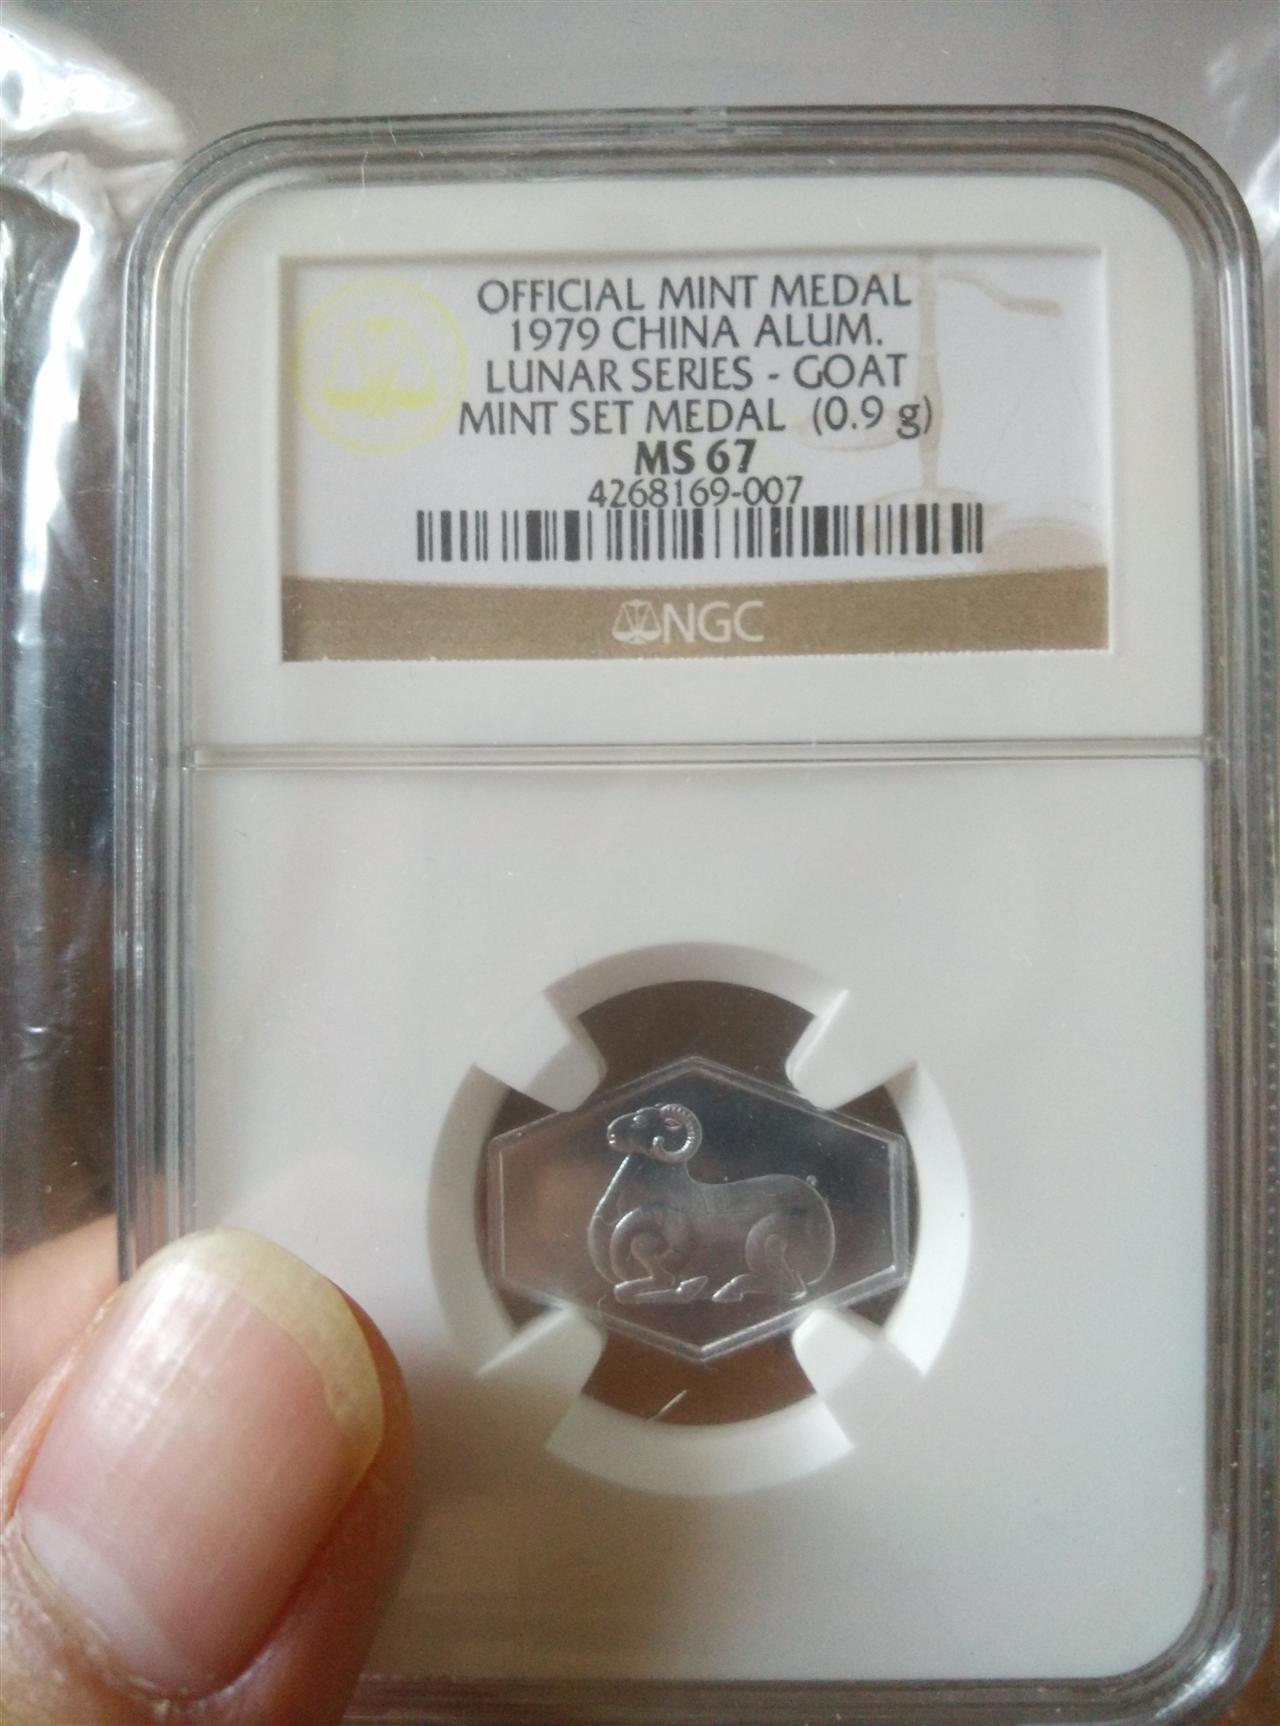 OFFICIAL MINT MEDAL
1979 CHINA ALUM.
LUNAR SERIES - GOAT
MINT SET MEDAL (0.9 g)
MS 67
4268169-007
NGC